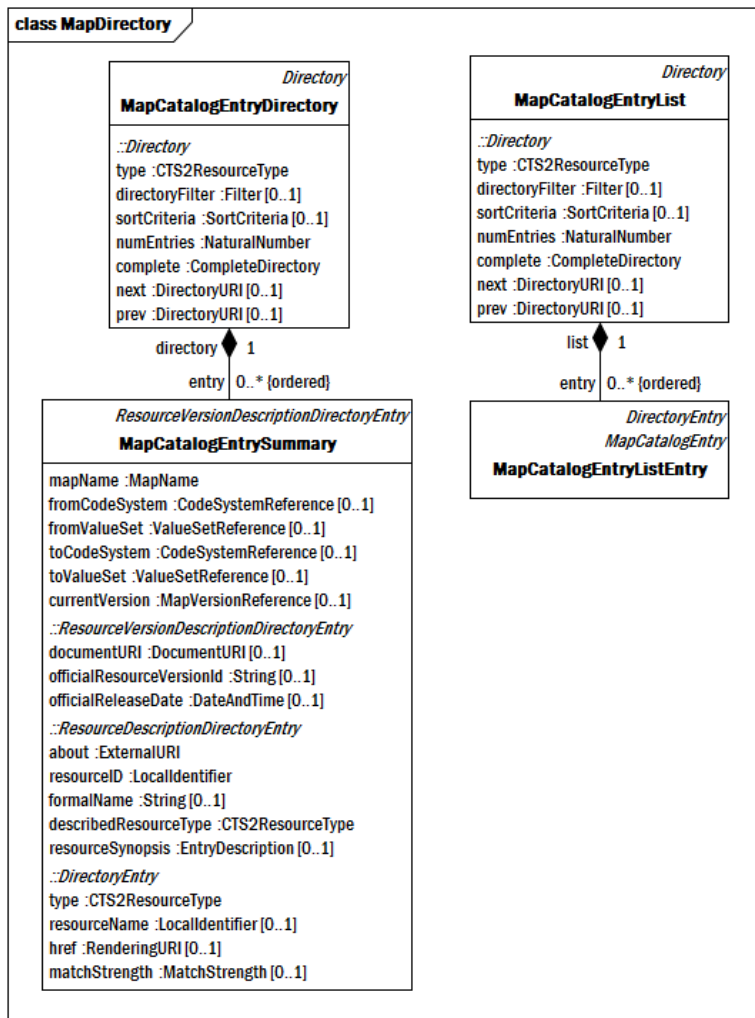 class MapDirectory
Directory
MapCatalogEntryDirectory
::Directory
type :CTS2ResourceType
directoryFilter :Filter [0..1]
sortCriteria :SortCriteria [0..1]
numEntries :NaturalNumber
complete :CompleteDirectory
next :DirectoryURI [0..1]
prev :DirectoryURI [0..1]
directory 1
entry 0..* {ordered}
ResourceVersionDescriptionDirectoryEntry
MapCatalogEntrySummary
mapName :MapName
fromCodeSystem :CodeSystemReference [0..1]
fromValueSet :ValueSetReference [0..1]
toCodeSystem :CodeSystemReference [0..1]
toValueSet :ValueSetReference [0..1]
currentVersion :MapVersionReference [0..1]
::ResourceVersionDescriptionDirectoryEntry
documentURI :DocumentURI [0..1]
officialResourceVersionId :String [0..1]
officialReleaseDate :DateAndTime [0..1]
::ResourceDescriptionDirectoryEntry
about :ExternalURI
resourceID :LocalIdentifier
formalName :String [0..1]
describedResourceType :CTS2ResourceType
resourceSynopsis :EntryDescription [0..1]
::DirectoryEntry
type :CTS2ResourceType
resourceName :LocalIdentifier [0..1]
href :RenderingURI [0..1]
matchStrength :MatchStrength [0..1]
Directory
MapCatalogEntryList
::Directory
type :CTS2ResourceType
directoryFilter :Filter [0..1]
sortCriteria :SortCriteria [0..1]
numEntries :NaturalNumber
complete :CompleteDirectory
next :DirectoryURI [0..1]
prev :DirectoryURI [0..1]
list 1
entry 0..* {ordered}
DirectoryEntry
MapCatalogEntry
MapCatalogEntryListEntry